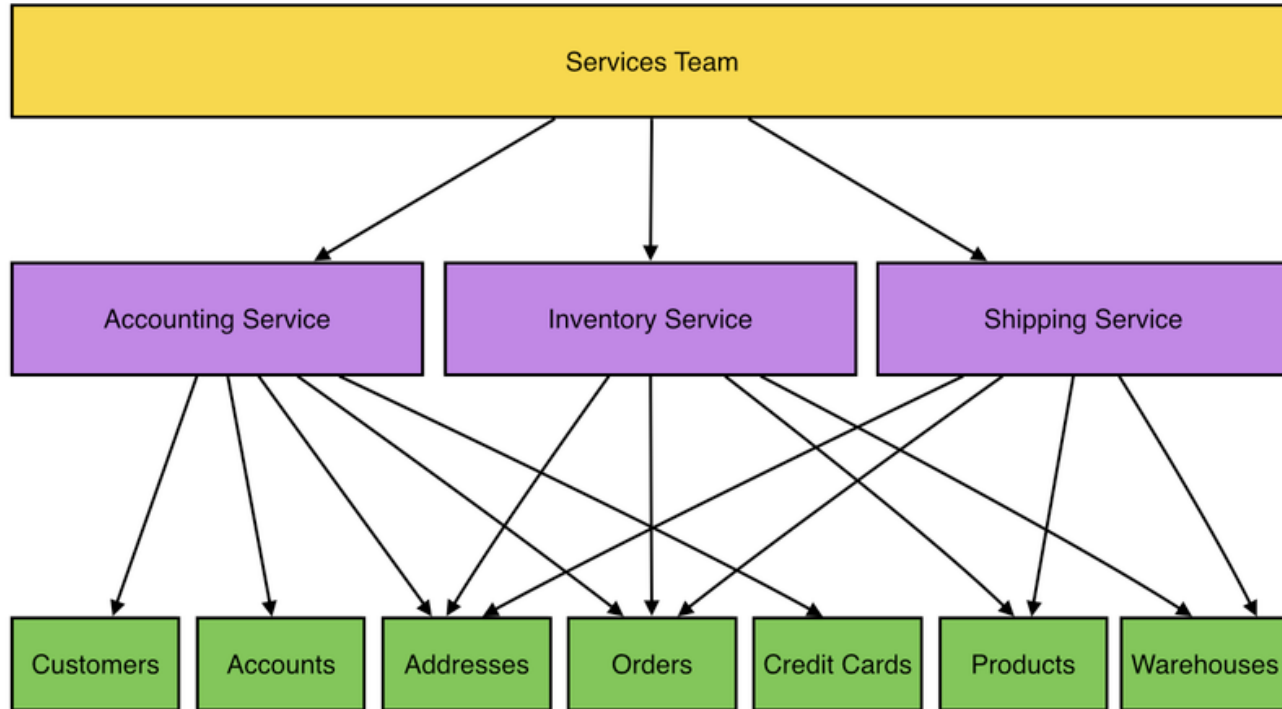 Services Team
Accounting Service
Inventory Service
Shipping Service
Customers
Accounts
Addresses
Orders
Credit Cards
Products
Warehouses